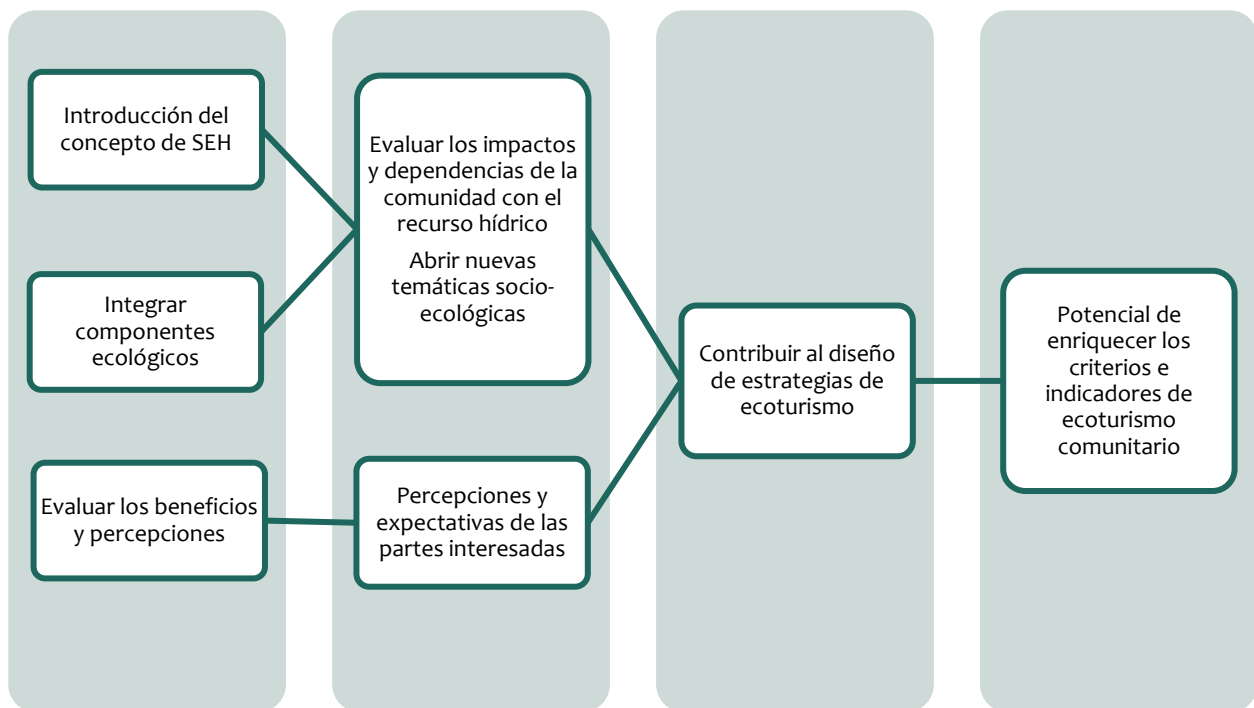 Introducción del
concepto de SEH
Integrar
componentes
ecológicos
Evaluar los beneficios
y percepciones
Evaluar los impactos
y dependencias de la
comunidad con el
recurso hídrico
Abrir nuevas
temáticas socio-
ecológicas
Percepciones y
expectativas de las
partes interesadas
Contribuir al diseño
de estrategias de
ecoturismo
Potencial de
enriquecer los
criterios e
indicadores de
ecoturismo
comunitario